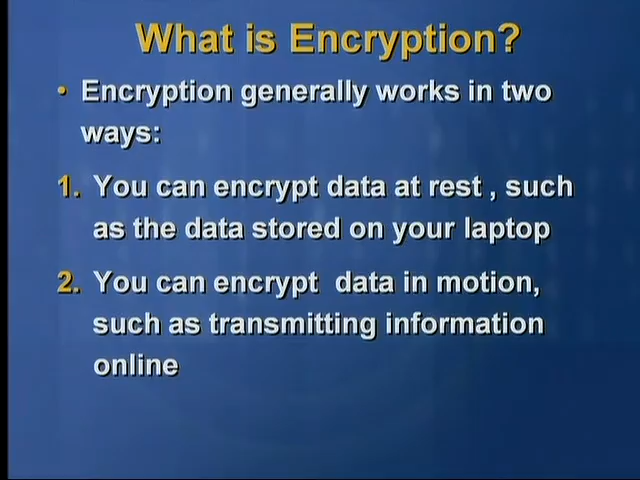 What is Encryption?
• Encryption generally works in two
ways:
1. You can encrypt data at rest , such
as the data stored on your laptop
2. You can encrypt  data in motion,
such as transmitting information
online